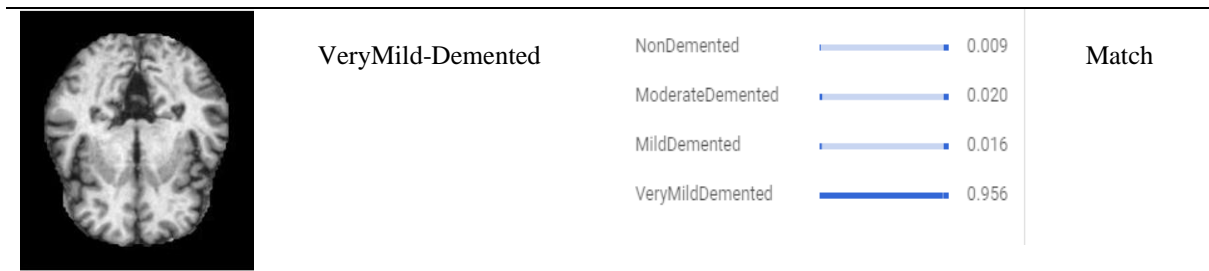 VeryMild-Demented
NonDemented 0.009
ModerateDemented 0.020
MildDemented 0.016
VeryMildDemented 0.956
Match